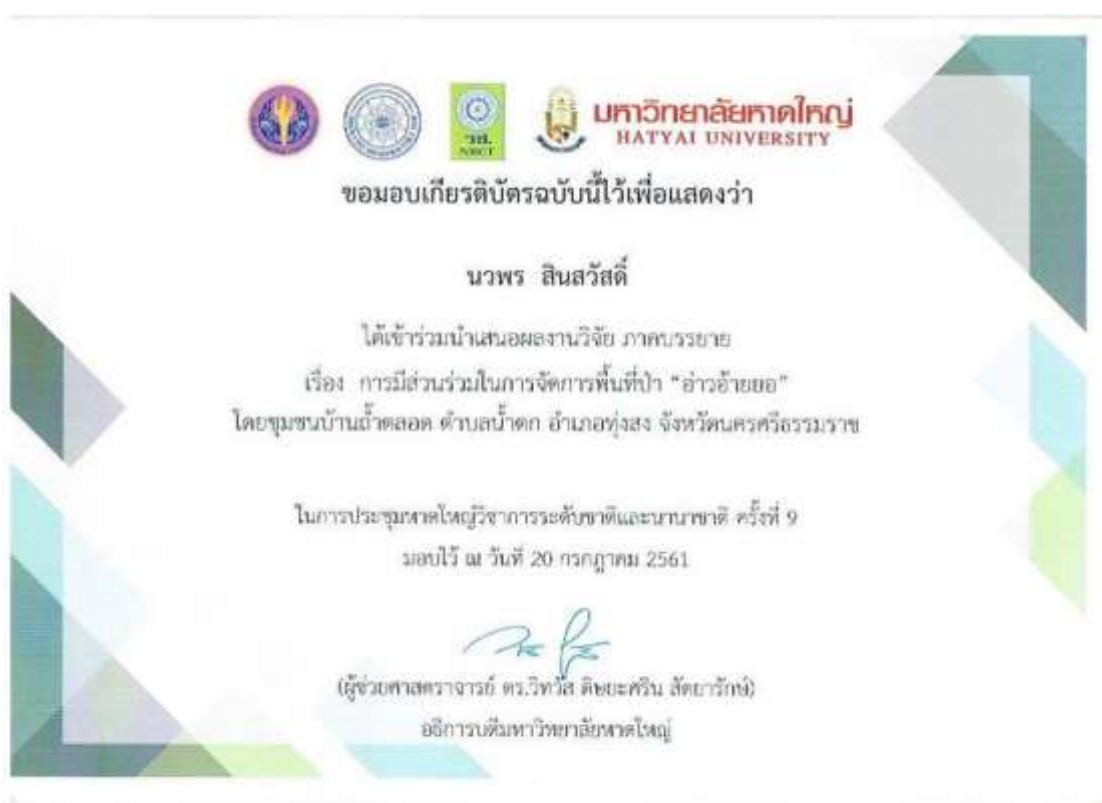 วช.
NRCT
มหาวิทยาลัยหาดใหญ่
HATYAI UNIVERSITY
ขอมอบเกียรติบัตรฉบับนี้ไว้เพื่อแสดงว่า
นวพร สินสวัสดิ์
ได้เข้าร่วมนำเสนอผลงานวิจัย ภาคบรรยาย
เรื่อง การมีส่วนร่วมในการจัดการพื้นที่ป่า “อ่าวอ้ายยอ”
โดยชุมชนบ้านถ้ำตลอด ตำบลน้ำตก อำเภอทุ่งสง จังหวัดนครศรีธรรมราช
ในการประชุมหาดใหญ่วิชาการระดับชาติและนานาชาติ ครั้งที่ 9
มอบไว้ ณ วันที่ 20 กรกฎาคม 2561
(ผู้ช่วยศาสตราจารย์ ดร.วิทวัส ดิษยะศริน สัตยารักษ์)
อธิการบดีมหาวิทยาลัยหาดใหญ่